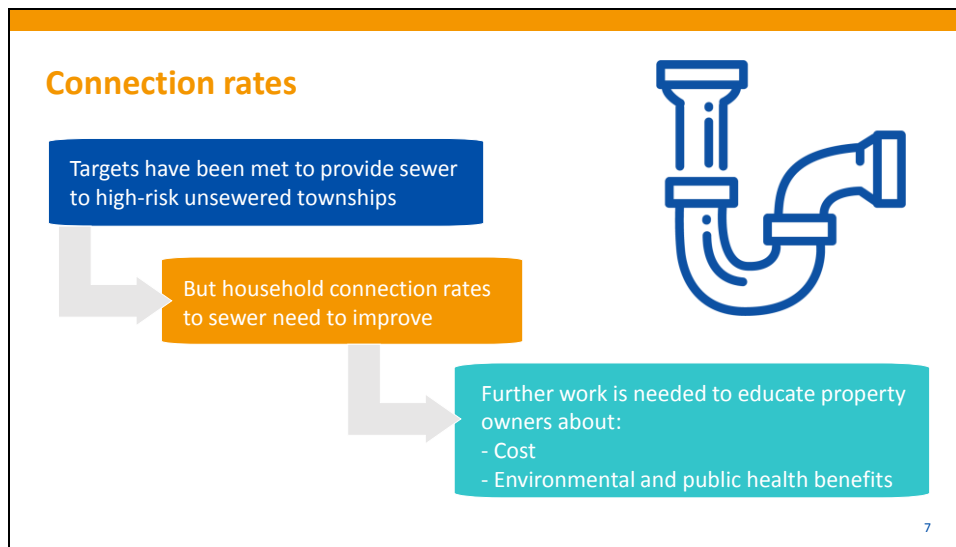 Connection rates
Targets have been met to provide sewer
to high-risk unsewered townships
But household connection rates
to sewer need to improve
Further work is needed to educate property
owners about:
- Cost
- Environmental and public health benefits
7